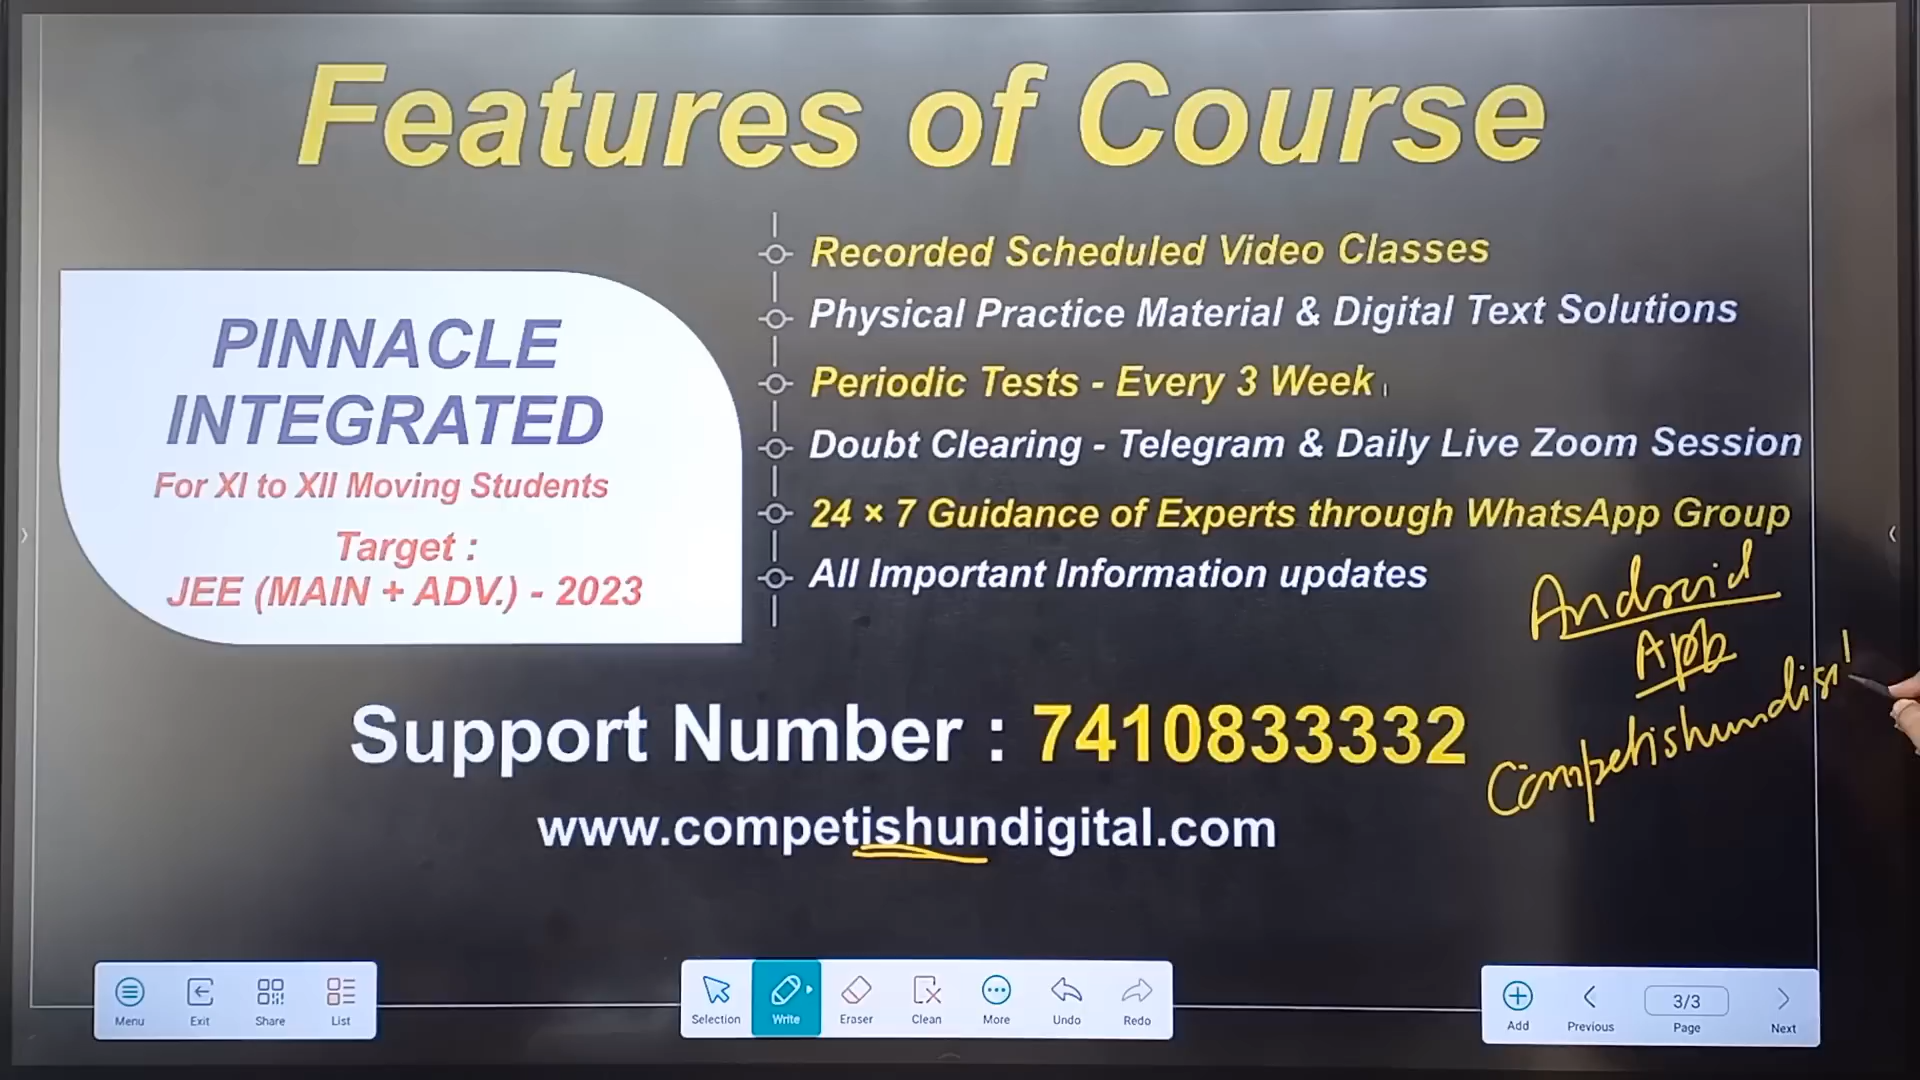 Features of Course
PINNACLE
INTEGRATED
For XI to XII Moving Students
Target :
JEE (MAIN + ADV.) - 2023
Recorded Scheduled Video Classes
Physical Practice Material & Digital Text Solutions
Periodic Tests - Every 3 Week
Doubt Clearing - Telegram & Daily Live Zoom Session
24 × 7 Guidance of Experts through WhatsApp Group
All Important Information updates
Android
App
Support Number : 7410833332
www.competishundigital.com
Menu
Exit
Share
List
Selection
Write
Eraser
Clean
More
Undo
Redo
Add
Previous
3/3
Page
Next